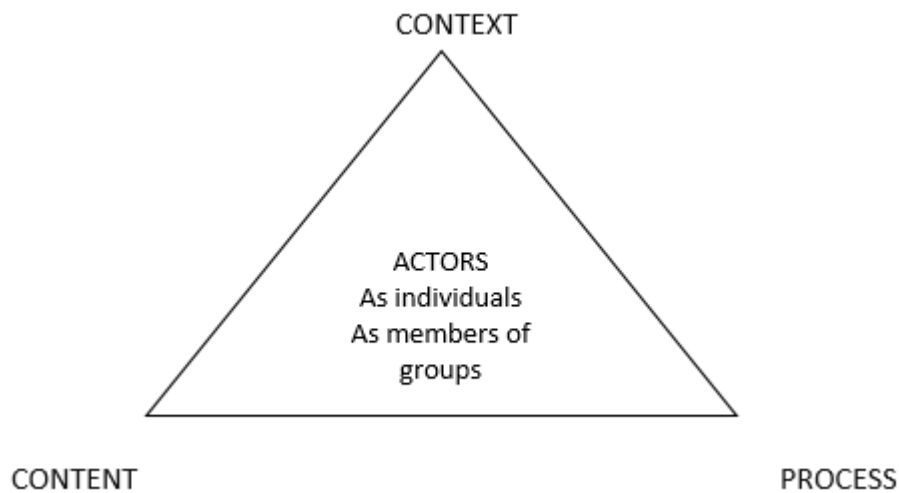 CONTEXT
ACTORS
As individuals
As members of
groups
CONTENT
PROCESS